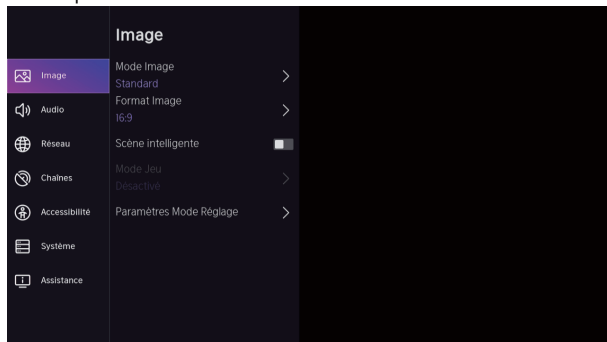 Image
Image
Audio
Réseau
Chaînes
Accessibilité
Système
Assistance
Mode Image
Standard
Format Image
16:9
Scène intelligente
Mode Jeu
Désactivé
Paramètres Mode Réglage